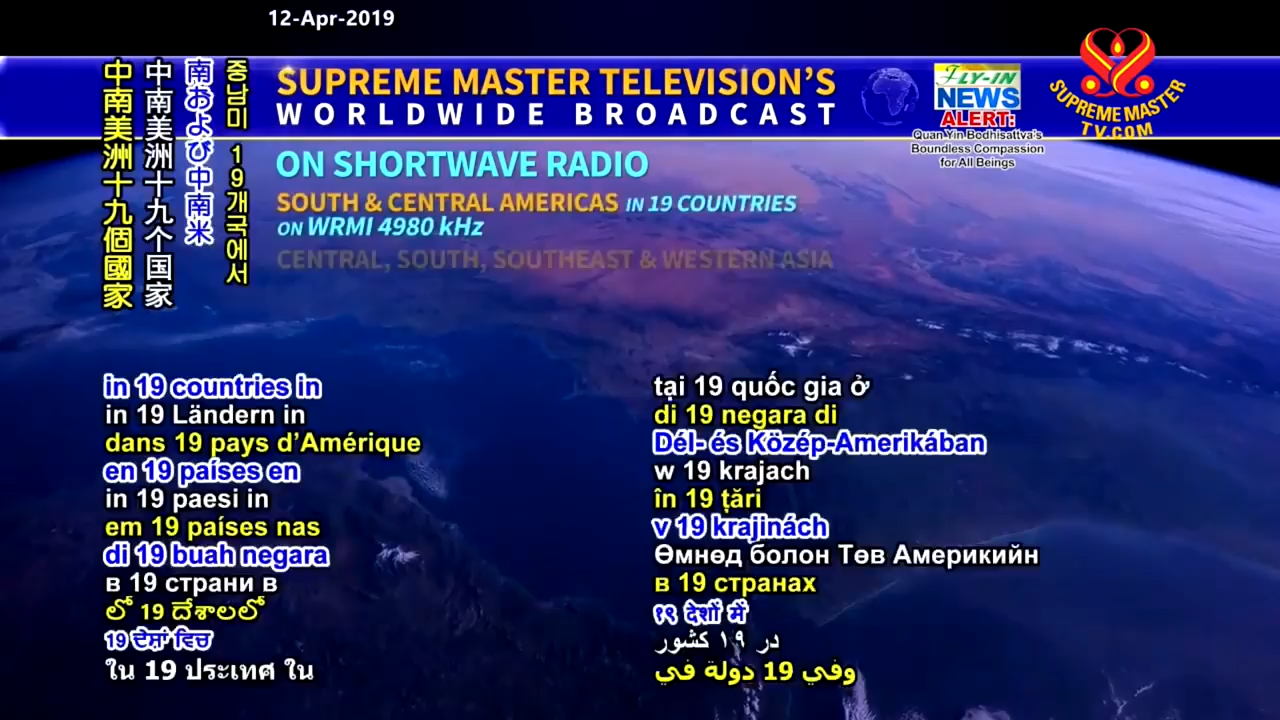 12-Apr-2019
中南美洲十九個國家
中南美洲十九个国家
南および中南米
중남미 19개국에서
SUPREME MASTER TELEVISION’S
WORLDWIDE BROADCAST
FLY-IN
NEWS
ALERT:
Quan Yin Bodhisattva's
Boundless Compassion
for All Beings
SUPREME MASTER
TV.COM
ON SHORTWAVE RADIO
SOUTH & CENTRAL AMERICAS IN 19 COUNTRIES
ON WRMI 4980 kHz
CENTRAL, SOUTH, SOUTHEAST & WESTERN ASIA
in 19 countries in
in 19 Ländern in
dans 19 pays d’Amérique
en 19 países en
in 19 paesi in
em 19 países nas
di 19 buah negara
в 19 страни в
లో 19 దేశాలలో
19 ਦੇਸ਼ਾਂ ਵਿਚ
ใน 19 ประเทศ ใน
tại 19 quốc gia ở
di 19 negara di
Dél- és Közép-Amerikában
w 19 krajach
în 19 țări
v 19 krajinách
Өмнөд болон Төв Америкийн
в 19 странах
१९ देशों में
در ۱۹ کشور
وفي 19 دولة في